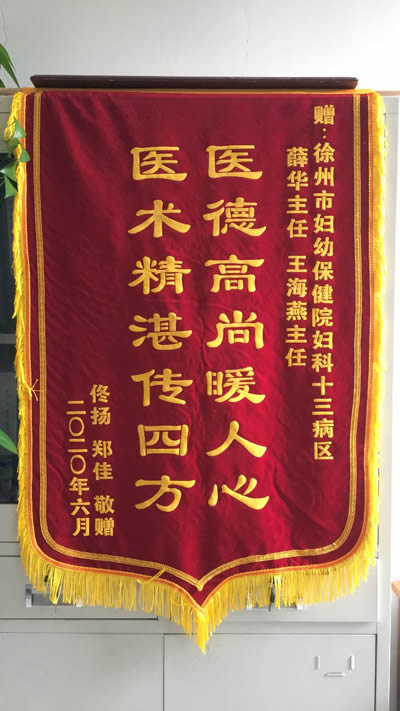 赠：徐州市妇幼保健院妇科十三病区
薛华主任 王海燕主任
医德高尚暖人心
医术精湛传四方
佟扬 郑佳 敬赠
二〇二〇年六月